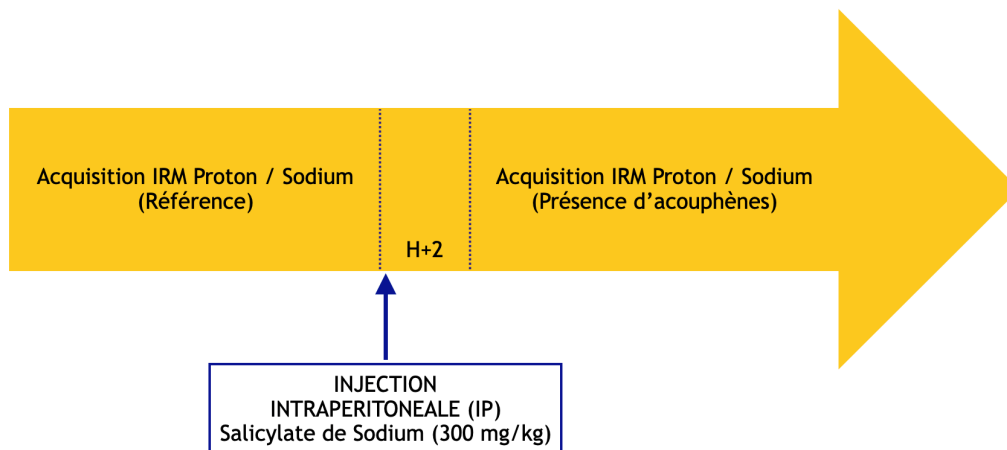 Acquisition IRM Proton / Sodium
(Référence)
H+2
Acquisition IRM Proton / Sodium
(Présence d’acouphènes)
INJECTION
INTRAPERITONEALE (IP)
Salicylate de Sodium (300 mg/kg)